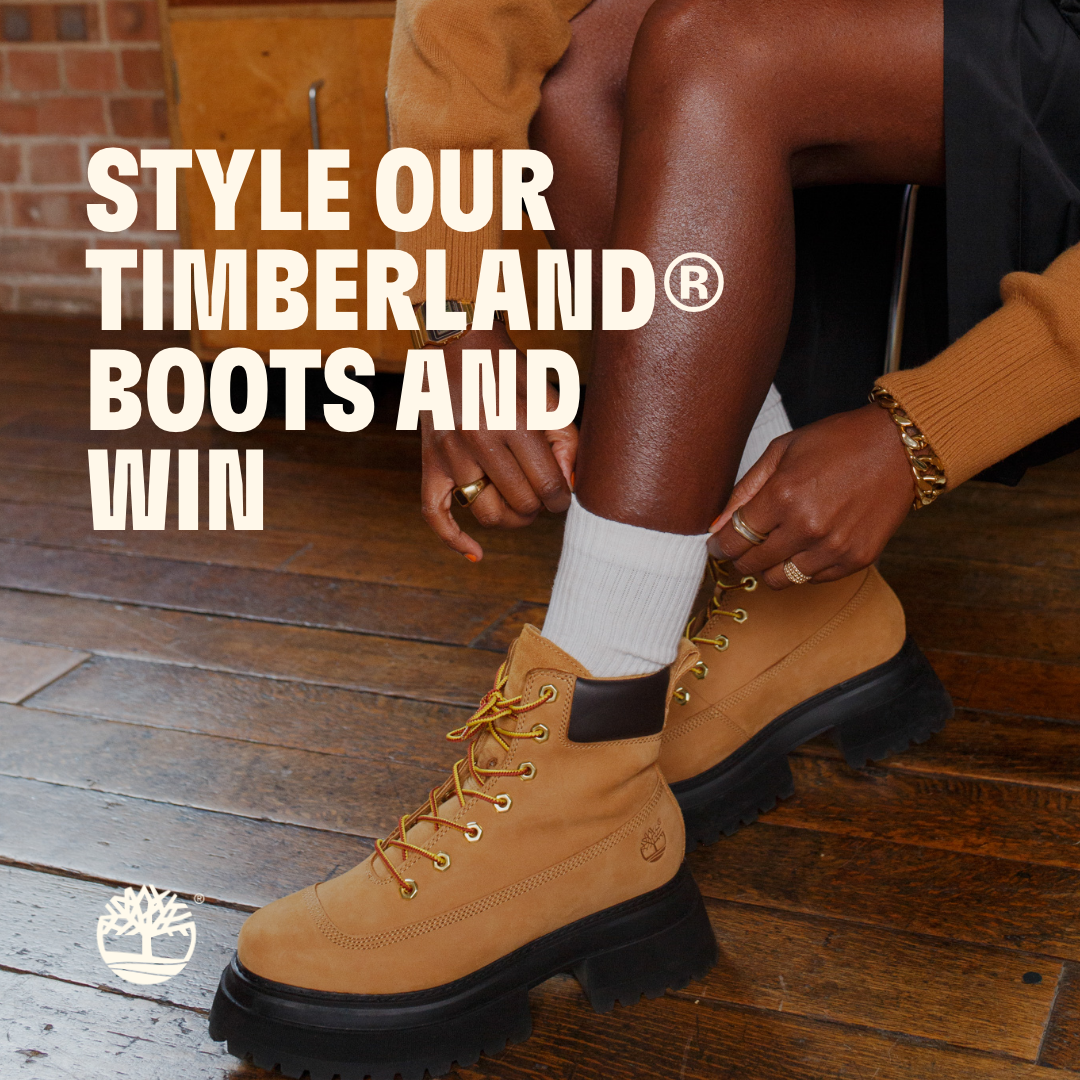 STYLE OUR
TIMBERLAND®
BOOTS AND
WIN
®